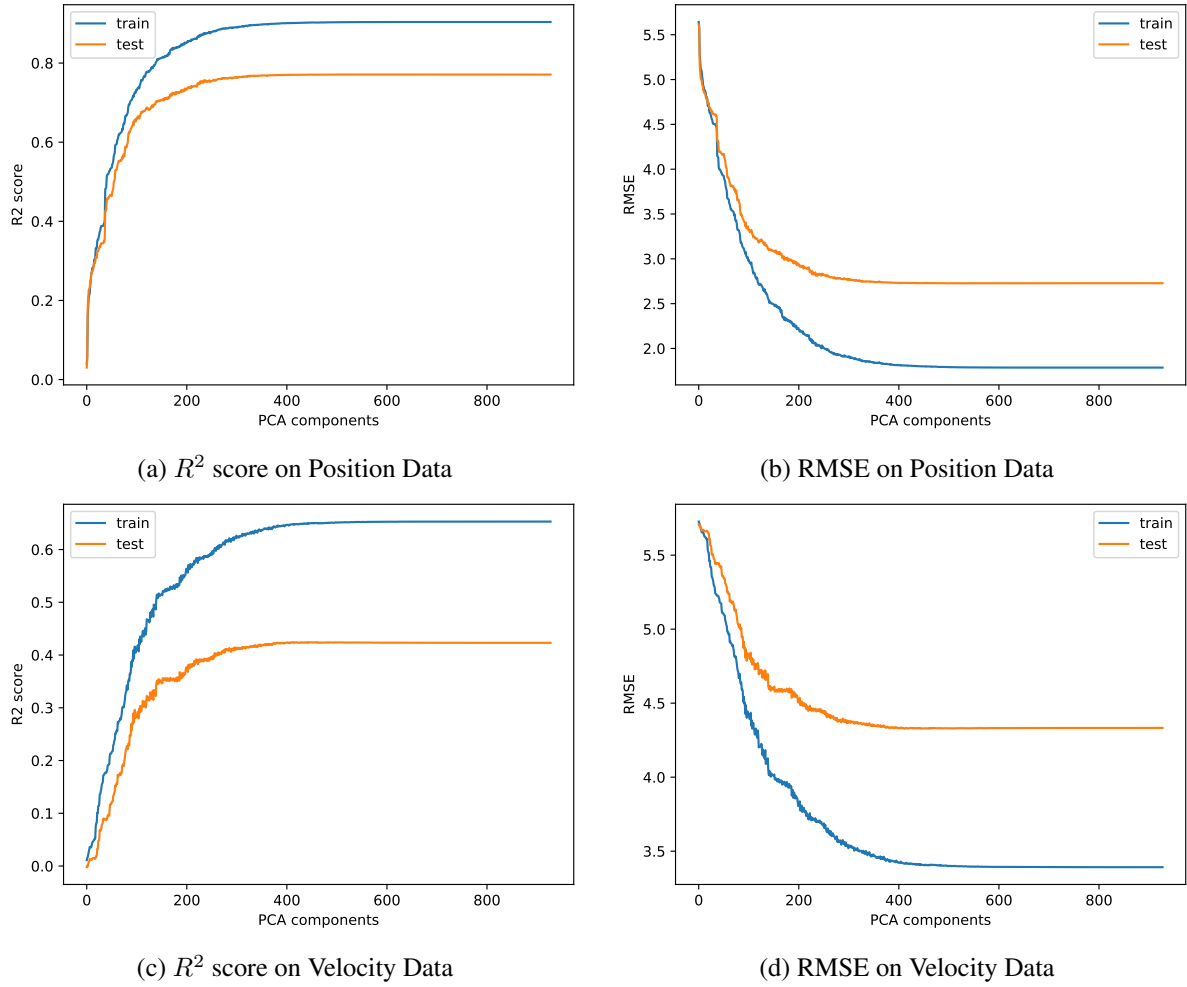 train
test
0.8
0.6
0.4
0.2
0.0
R2 score
0 200 400 600 800
PCA components
(a) R² score on Position Data
train
test
5.5
5.0
4.5
4.0
3.5
3.0
2.5
2.0
RMSE
0 200 400 600 800
PCA components
(b) RMSE on Position Data
train
test
0.6
0.5
0.4
0.3
0.2
0.1
0.0
R2 score
0 200 400 600 800
PCA components
(c) R² score on Velocity Data
train
test
5.5
5.0
4.5
4.0
3.5
RMSE
0 200 400 600 800
PCA components
(d) RMSE on Velocity Data